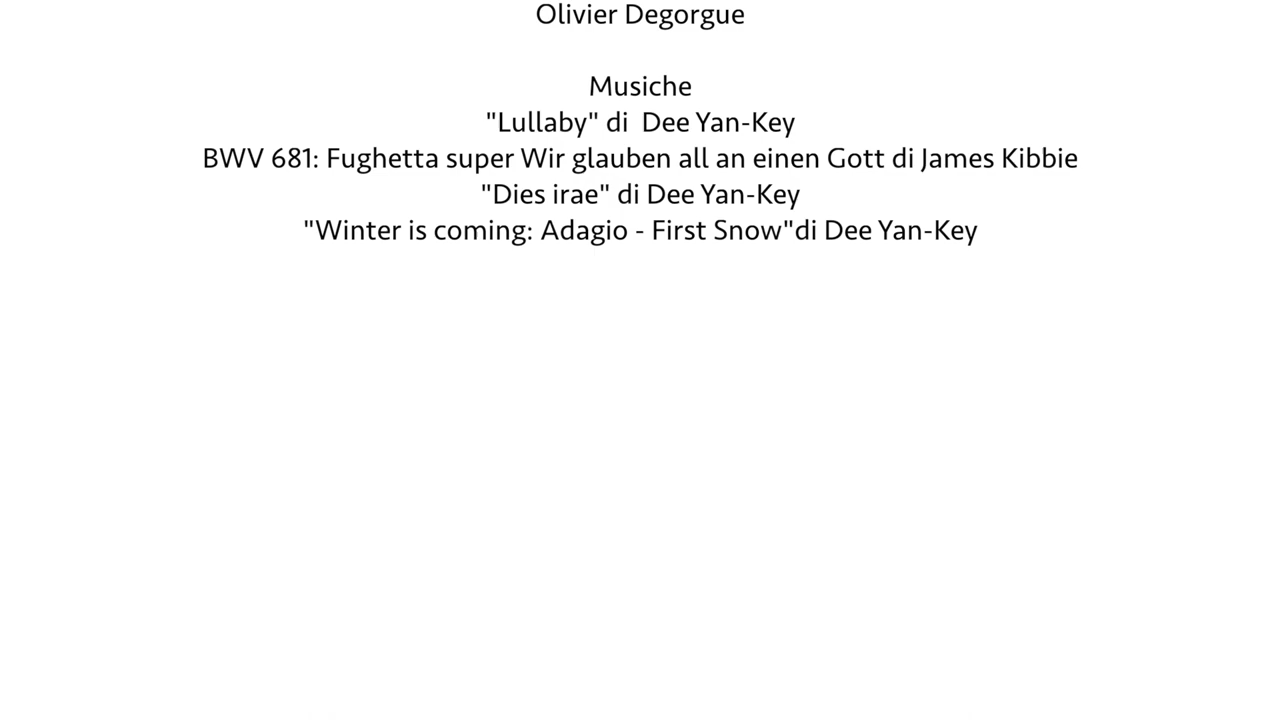 Olivier Degorgue
Musiche
"Lullaby" di  Dee Yan-Key
BWV 681: Fughetta super Wir glauben all an einen Gott di James Kibbie
"Dies irae" di Dee Yan-Key
"Winter is coming: Adagio - First Snow"di Dee Yan-Key